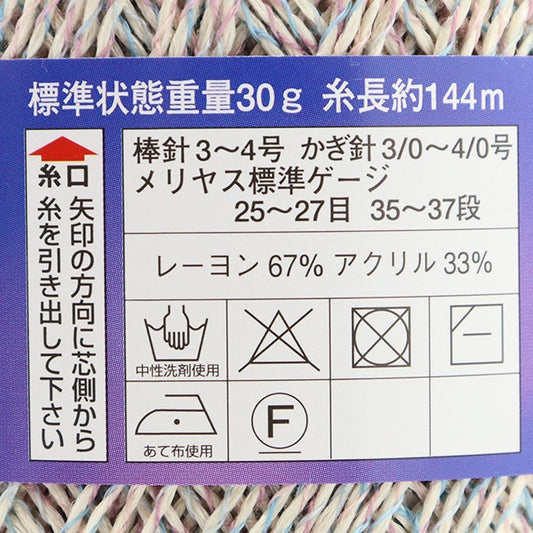 標準状態重量30g 糸長約144m
糸口
矢印の方向に芯側から
糸を引き出して下さい
棒針3〜4号 かぎ針3/0〜4/0号
メリヤス標準ゲージ
25〜27目 35〜37段
レーヨン67% アクリル33%
中性洗剤使用
あて布使用
F